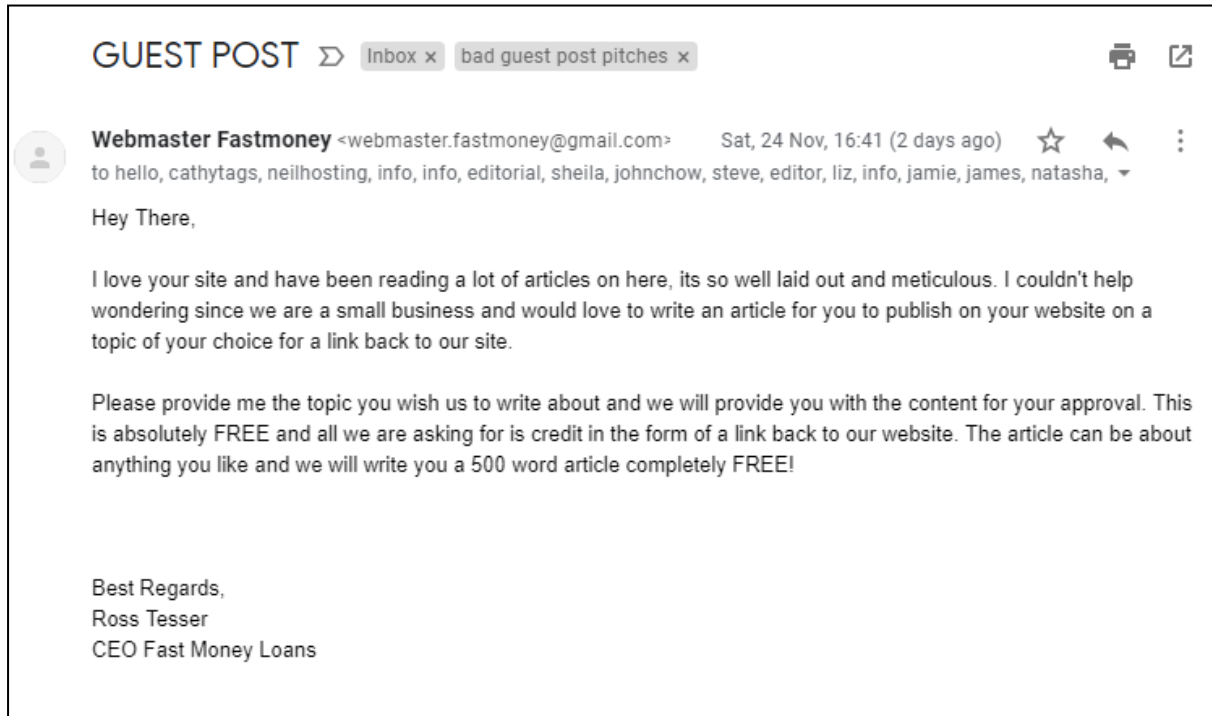 GUEST POST Inbox x bad guest post pitches x
Webmaster Fastmoney <webmaster.fastmoney@gmail.com> Sat, 24 Nov, 16:41 (2 days ago)
to hello, cathytags, neilhosting, info, info, editorial, sheila, johnchow, steve, editor, liz, info, jamie, james, natasha,
Hey There,
I love your site and have been reading a lot of articles on here, its so well laid out and meticulous. I couldn't help
wondering since we are a small business and would love to write an article for you to publish on your website on a
topic of your choice for a link back to our site.
Please provide me the topic you wish us to write about and we will provide you with the content for your approval. This
is absolutely FREE and all we are asking for is credit in the form of a link back to our website. The article can be about
anything you like and we will write you a 500 word article completely FREE!
Best Regards,
Ross Tesser
CEO Fast Money Loans